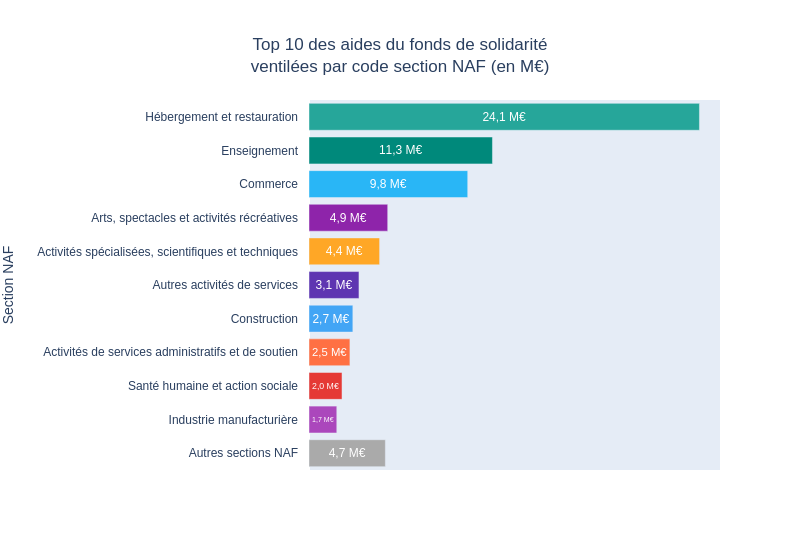 Top 10 des aides du fonds de solidarité
ventilées par code section NAF (en M€)
Section NAF
Hébergement et restauration 24,1 M€
Enseignement 11,3 M€
Commerce 9,8 M€
Arts, spectacles et activités récréatives 4,9 M€
Activités spécialisées, scientifiques et techniques 4,4 M€
Autres activités de services 3,1 M€
Construction 2,7 M€
Activités de services administratifs et de soutien 2,5 M€
Santé humaine et action sociale 2,0 M€
Industrie manufacturière 1,7 M€
Autres sections NAF 4,7 M€